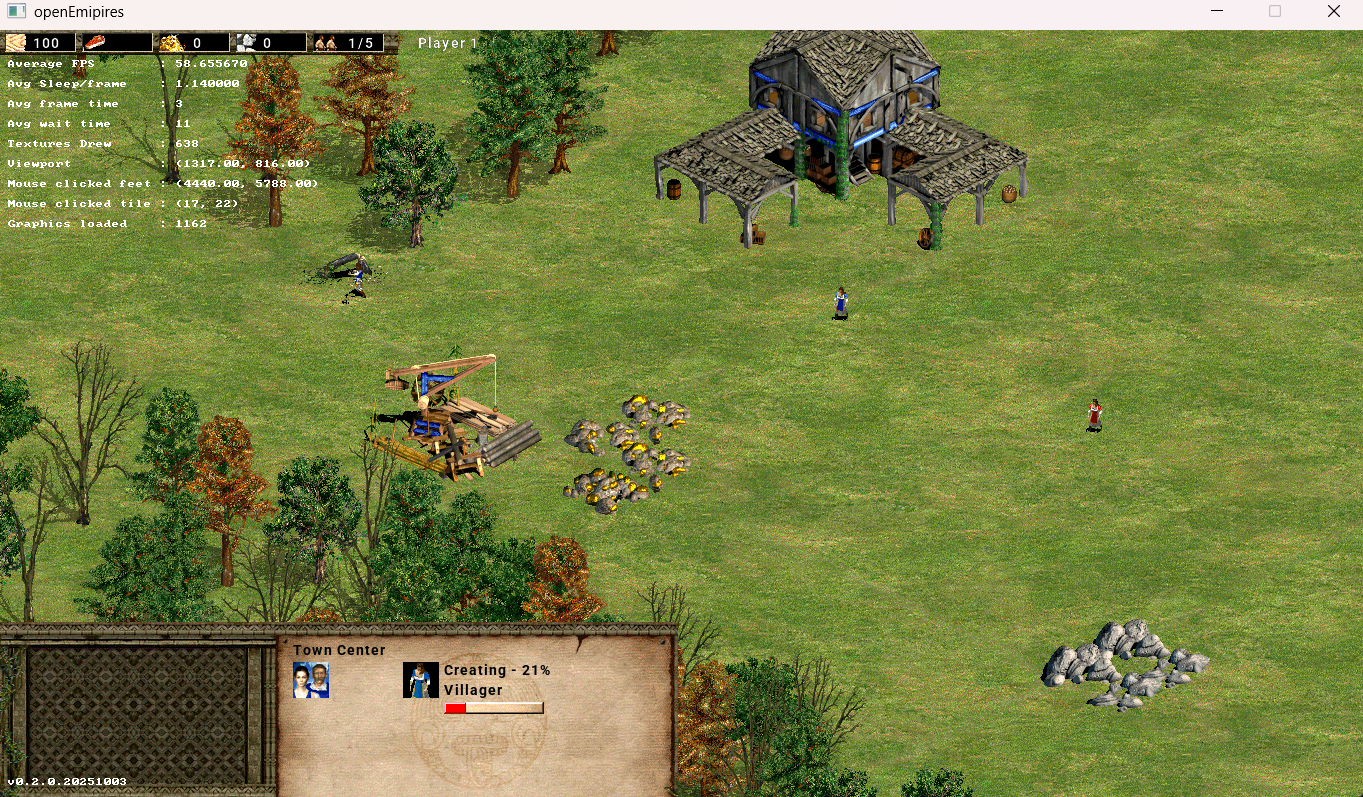 openEmipires
100 0 0 1/5 Player 1
Average FPS : 58.655670
Avg Sleep/frame : 1.140000
Avg frame time : 3
Avg wait time : 11
Textures Drew : 638
Viewport : (1317.00, 816.00)
Mouse clicked feet : (4440.00, 5788.00)
Mouse clicked tile : (17, 22)
Graphics loaded : 1162
Town Center
Creating - 21%
Villager
v0.2.0.20251003